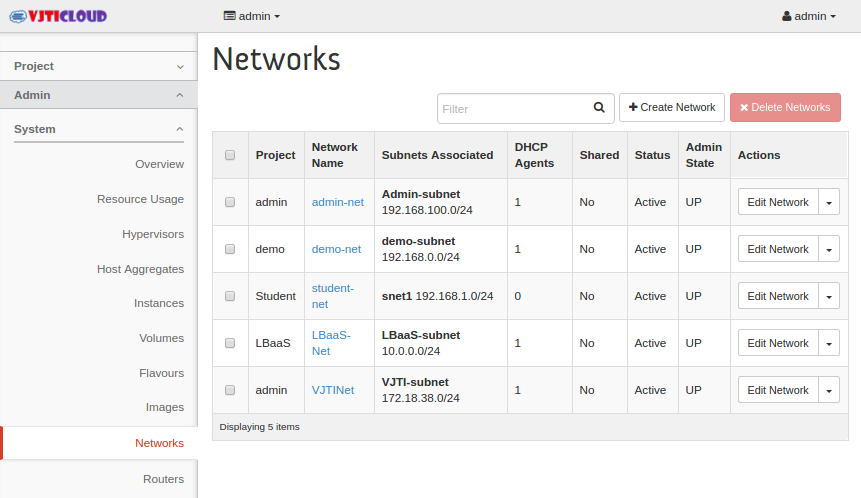 VJTICLOUD
admin
admin
Project
Admin
System
Overview
Resource Usage
Hypervisors
Host Aggregates
Instances
Volumes
Flavours
Images
Networks
Routers
Networks
Filter
Create Network
Delete Networks
Project Network Name Subnets Associated DHCP Agents Shared Status Admin State Actions
admin admin-net Admin-subnet 192.168.100.0/24 1 No Active UP Edit Network
demo demo-net demo-subnet 192.168.0.0/24 1 No Active UP Edit Network
Student student-net snet1 192.168.1.0/24 0 No Active UP Edit Network
LBaaS LBaaS-Net LBaaS-subnet 10.0.0.0/24 1 No Active UP Edit Network
admin VJTINet VJTI-subnet 172.18.38.0/24 1 No Active UP Edit Network
Displaying 5 items